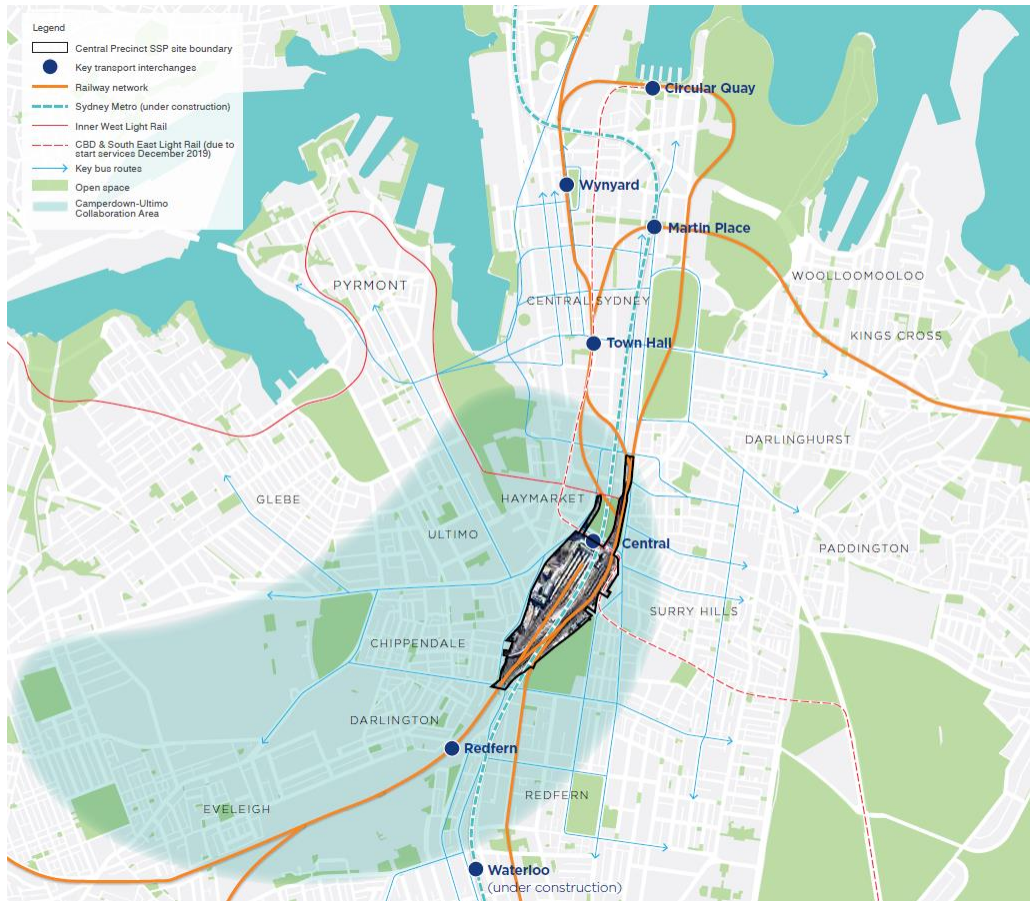 Legend
Central Precinct SSP site boundary
Key transport interchanges
Railway network
Sydney Metro (under construction)
Inner West Light Rail
CBD & South East Light Rail (due to
start services December 2019)
Key bus routes
Open space
Camperdown-Ultimo
Collaboration Area
Circular Quay
Wynyard
Martin Place
WOOLLOOMOOLOO
PYRMONT
CENTRAL SYDNEY
KINGS CROSS
Town Hall
DARLINGHURST
GLEBE
HAYMARKET
ULTIMO
Central
PADDINGTON
SURRY HILLS
CHIPPENDALE
DARLINGTON
Redfern
REDFERN
EVELEIGH
Waterloo
(under construction)